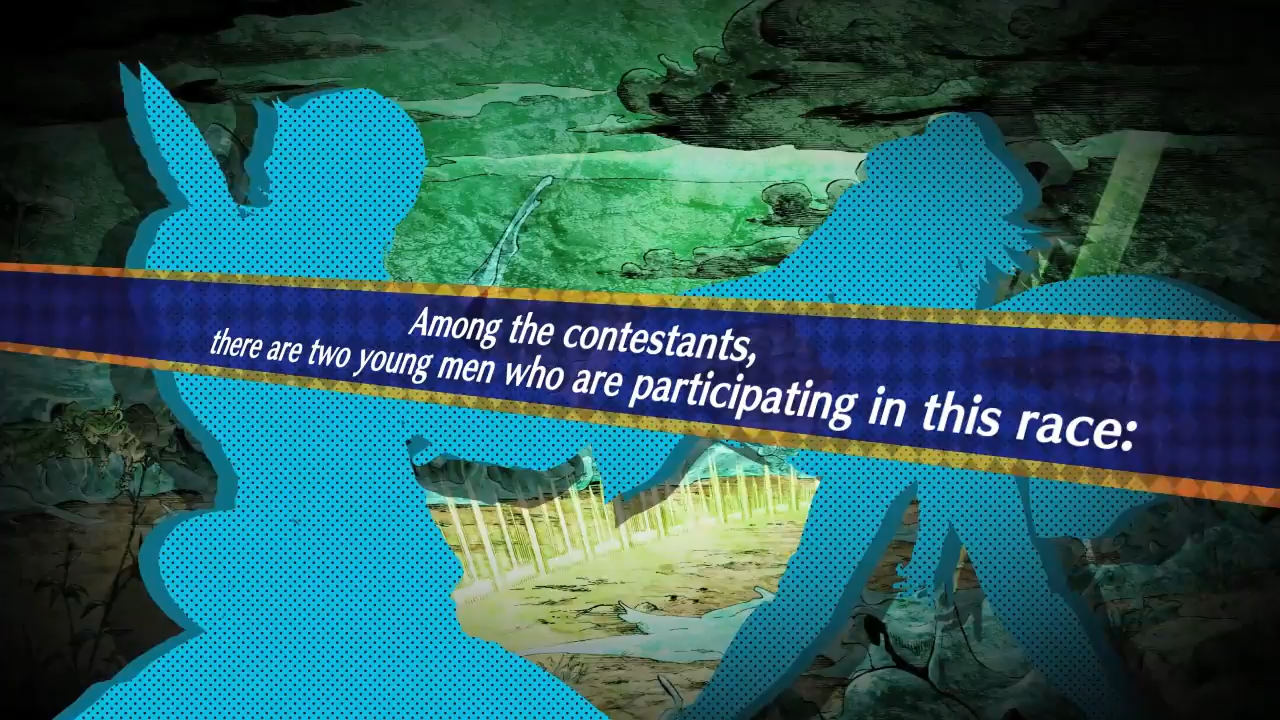 Among the contestants,
there are two young men who are participating in this race: